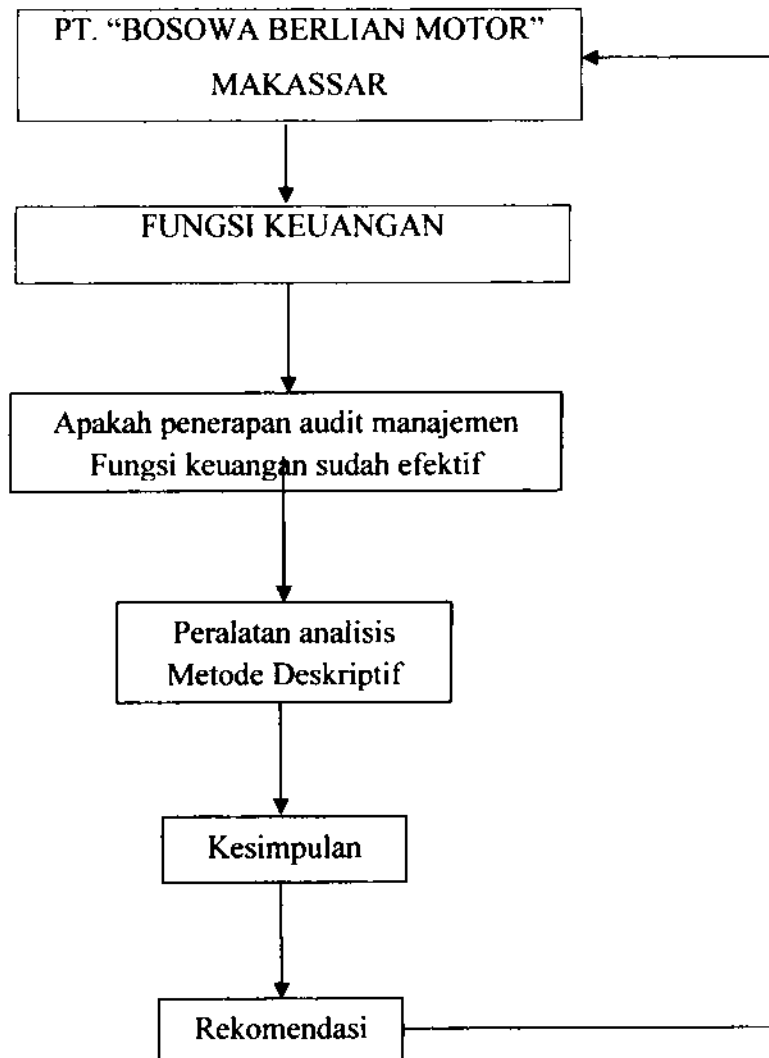 PT. “BOSOWA BERLIAN MOTOR”
MAKASSAR
FUNGSI KEUANGAN
Apakah penerapan audit manajemen
Fungsi keuangan sudah efektif
Peralatan analisis
Metode Deskriptif
Kesimpulan
Rekomendasi